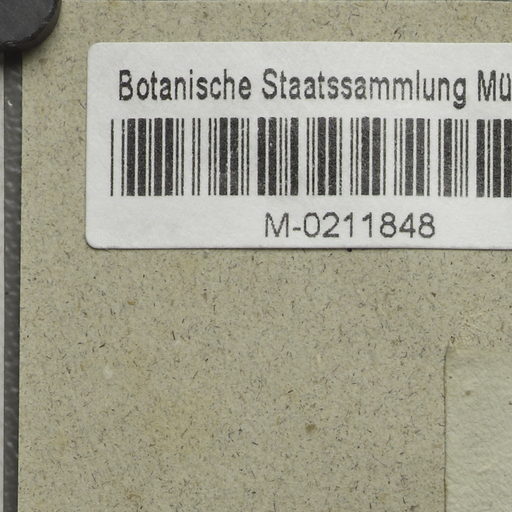 Botanische Staatssammlung Mü
M-0211848